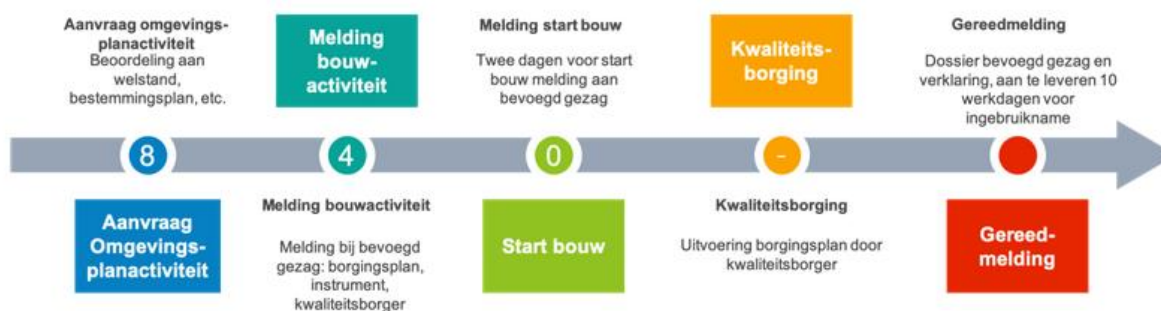 Aanvraag omgevings-
planactiviteit
Beoordeling aan
welstand,
bestemmingsplan, etc.
Melding
bouw-
activiteit
Melding start bouw
Twee dagen voor start
bouw melding aan
bevoegd gezag
Kwaliteits-
borging
Gereedmelding
Dossier bevoegd gezag en
verklaring, aan te leveren 10
werkdagen voor
ingebruikname
8
4
0
-
Aanvraag
Omgevings-
planactiviteit
Melding bouwactiviteit
Melding bij bevoegd
gezag: borgingsplan,
instrument,
kwaliteitsborger
Start bouw
Kwaliteitsborging
Uitvoering borgingsplan door
kwaliteitsborger
Gereed-
melding